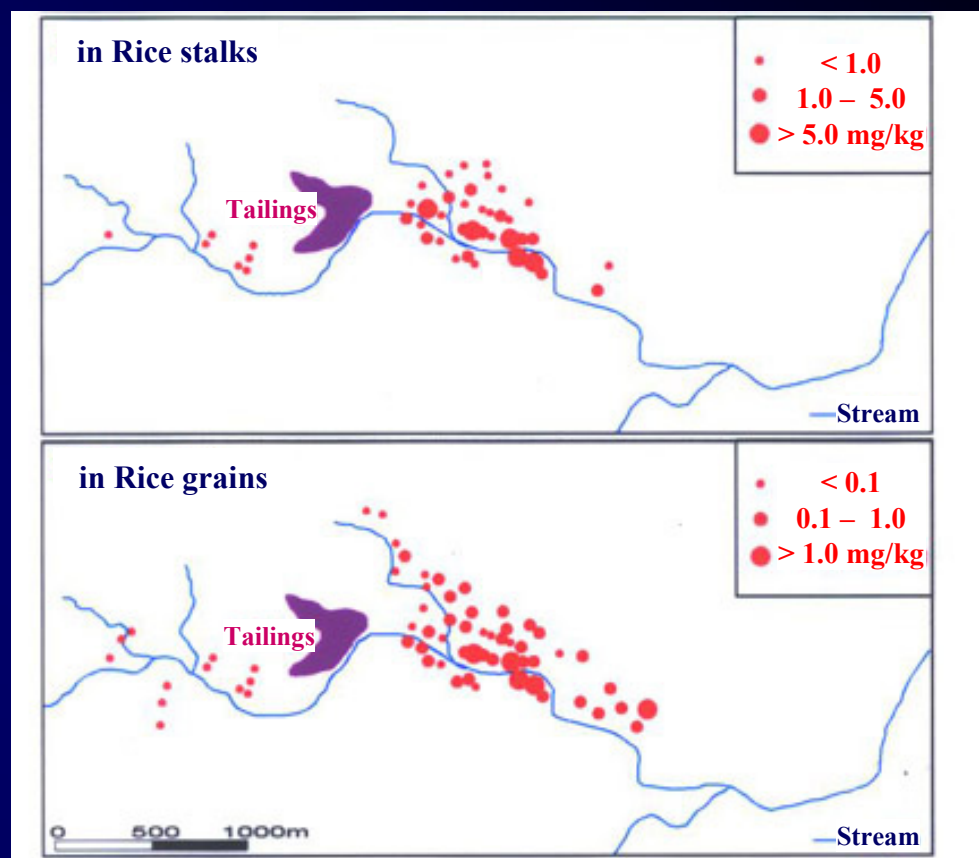 in Rice stalks
< 1.0
1.0 – 5.0
> 5.0 mg/kg
Tailings
Stream
in Rice grains
< 0.1
0.1 – 1.0
> 1.0 mg/kg
Tailings
0 500 1000m
Stream